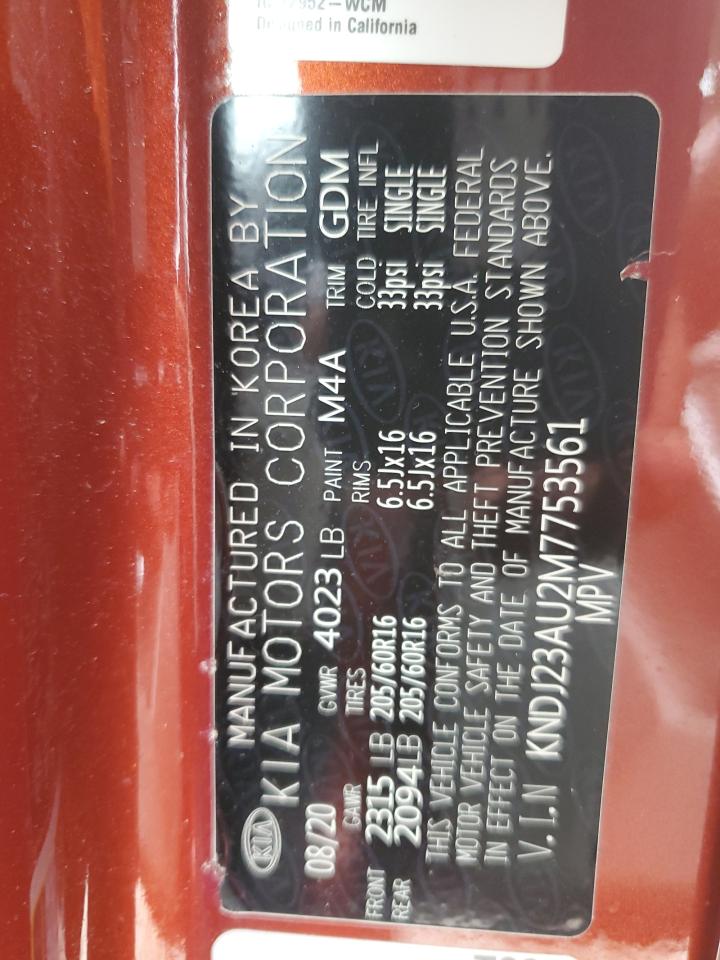 Designed in California
KIA
MANUFACTURED IN KOREA BY
KIA MOTORS CORPORATION
08/20 GVWR 4023 LB PAINT M4A TRIM GDM
GAWR TIRES RIMS COLD TIRE INFL
FRONT 2315 LB 205/60R16 6.5Jx16 33psi SINGLE
REAR 2094 LB 205/60R16 6.5Jx16 33psi SINGLE
THIS VEHICLE CONFORMS TO ALL APPLICABLE U.S.A. FEDERAL
MOTOR VEHICLE SAFETY AND THEFT PREVENTION STANDARDS
IN EFFECT ON THE DATE OF MANUFACTURE SHOWN ABOVE.
V.I.N KNDJ23AU2M7753561
MPV